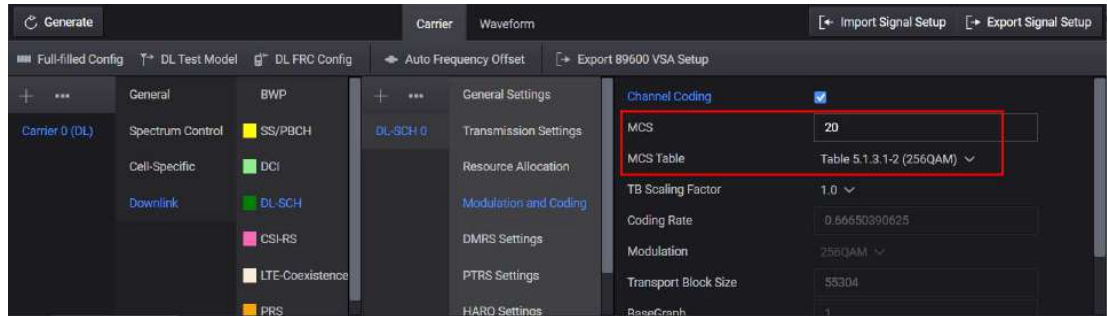 Generate Carrier Waveform Import Signal Setup Export Signal Setup
Full-filled Config DL Test Model DL FRC Config Auto Frequency Offset Export 89600 VSA Setup
General BWP General Settings Channel Coding
Carrier 0 (DL) Spectrum Control SS/PBCH DL-SCH 0 Transmission Settings MCS 20
MCS Table Table 5.1.3.1-2 (256QAM)
Cell-Specific DCI Resource Allocation
TB Scaling Factor 1.0
Downlink DL-SCH Modulation and Coding
Coding Rate 0.66650390625
CSI-RS DMRS Settings
Modulation 256QAM
LTE-Coexistence PTRS Settings
Transport Block Size 55304
PRS HARQ Settings BaseGraph 1